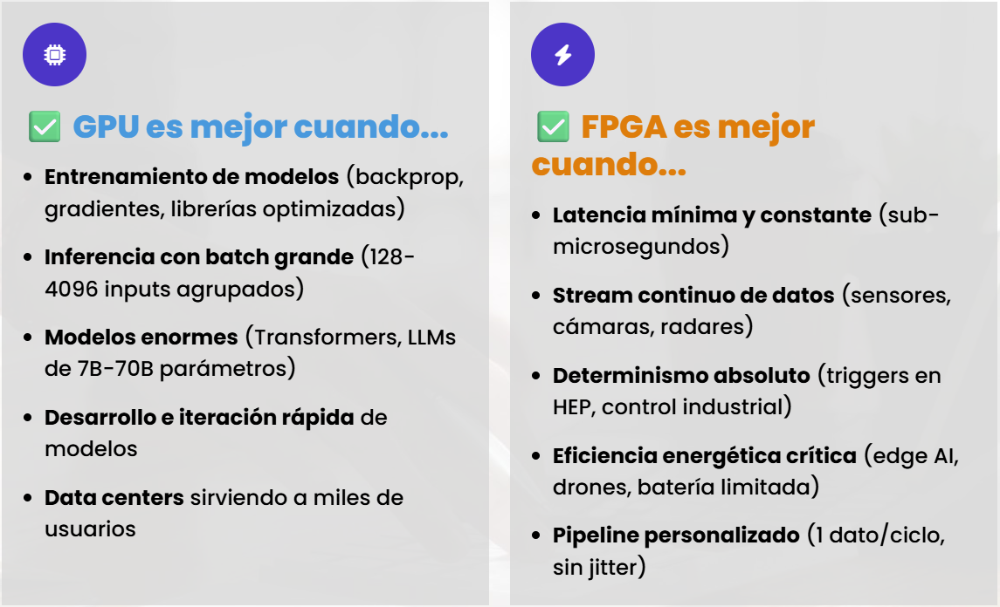 ✅ GPU es mejor cuando...
• Entrenamiento de modelos (backprop,
gradientes, librerías optimizadas)
• Inferencia con batch grande (128-
4096 inputs agrupados)
• Modelos enormes (Transformers, LLMs
de 7B-70B parámetros)
• Desarrollo e iteración rápida de
modelos
• Data centers sirviendo a miles de
usuarios
✅ FPGA es mejor
cuando...
• Latencia mínima y constante (sub-
microsegundos)
• Stream continuo de datos (sensores,
cámaras, radares)
• Determinismo absoluto (triggers en
HEP, control industrial)
• Eficiencia energética crítica (edge AI,
drones, batería limitada)
• Pipeline personalizado (1 dato/ciclo,
sin jitter)